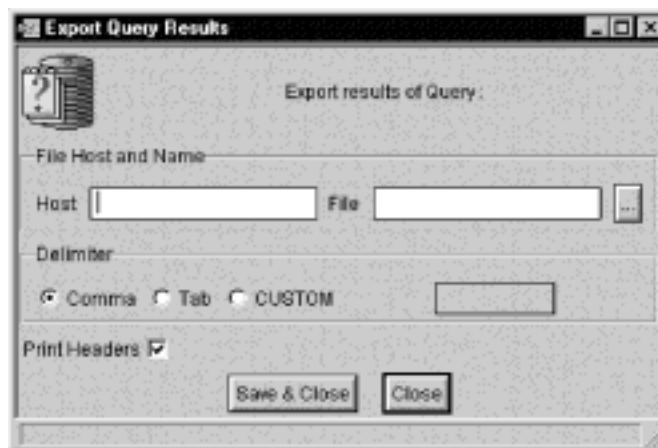 Export Query Results
?
Export results of Query:
File Host and Name
Host File ...
Delimiter
Comma Tab CUSTOM
Print Headers
Save & Close Close